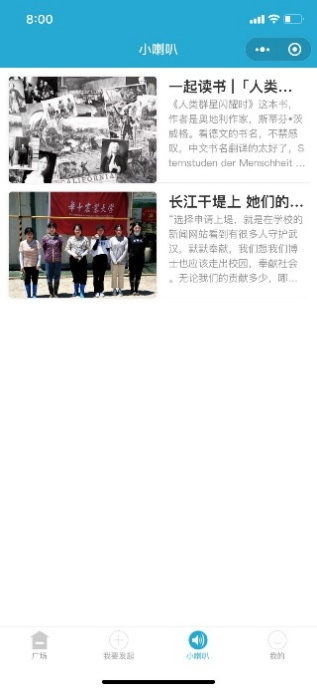 8:00
小喇叭
一起读书 |「人类...
《人类群星闪耀时》这本书,
作者是奥地利作家，斯蒂芬•茨
威格。看德文的书名，不禁感
叹，中文书名翻译的太好了，S
ternstuden der Menschheit ...
CALIFORNIA
长江干堤上 她们的...
“选择申请上堤，就是在学校的
新闻网站看到有很多人守护武
汉，默默奉献，我们想我们博
士也应该走出校园，奉献社会
。无论我们的贡献多少，哪...
华中农业大学
广场
我要发起
小喇叭
我的